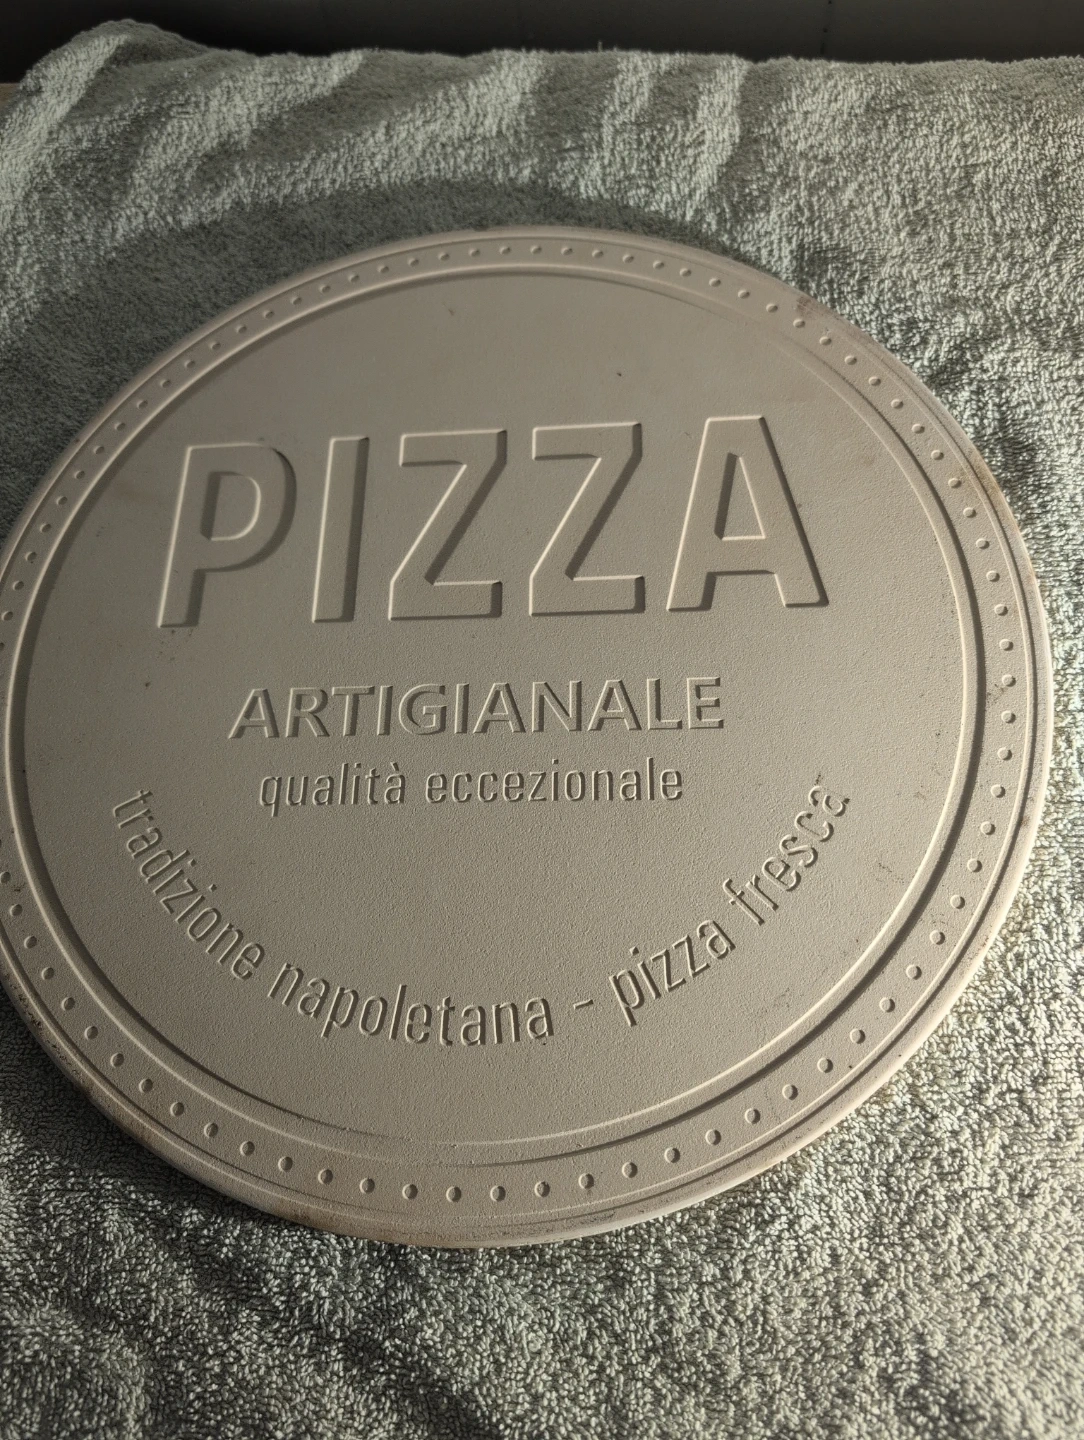 PIZZA
ARTIGIANALE
qualità eccezionale
tradizione napoletana - pizza fresca